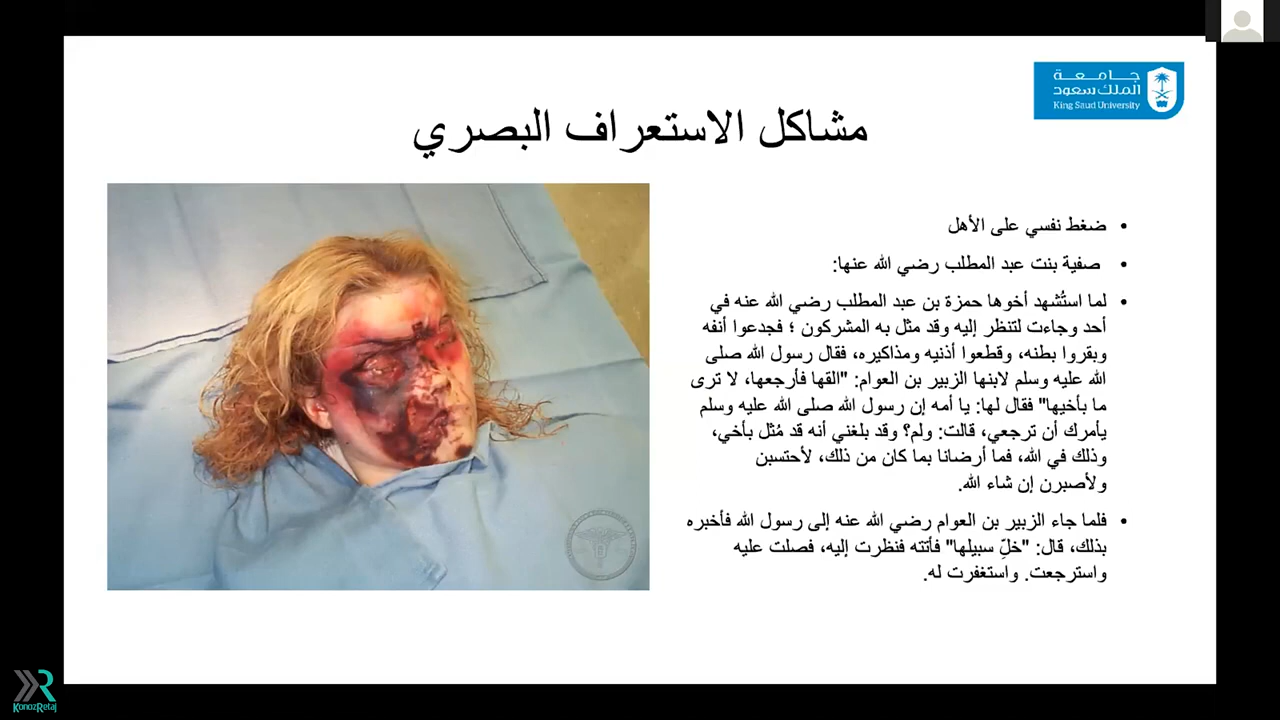 جامعة
الملك سعود
King Saud University
مشاكل الاستعراف البصري
• ضغط نفسي على الأهل
• صفية بنت عبد المطلب رضي الله عنها:
• لما استُشهد أخوها حمزة بن عبد المطلب رضي الله عنه في
أحد وجاءت لتنظر إليه وقد مثل به المشركون ؛ فجدعوا أنفه
وبقروا بطنه، وقطعوا أذنيه ومذاكيره، فقال رسول الله صلى
الله عليه وسلم لابنها الزبير بن العوام: "القها فأرجعها، لا ترى
ما بأخيها" فقال لها: يا أمه إن رسول الله صلى الله عليه وسلم
يأمرك أن ترجعي، قالت: ولم؟ وقد بلغني أنه قد مُثل بأخي،
وذلك في الله، فما أرضانا بما كان من ذلك، لأحتسبن
ولأصبرن إن شاء الله.
• فلما جاء الزبير بن العوام رضي الله عنه إلى رسول الله فأخبره
بذلك، قال: "خلِّ سبيلها" فأتته فنظرت إليه، فصلت عليه
واسترجعت. واستغفرت له.
KonozRetaj